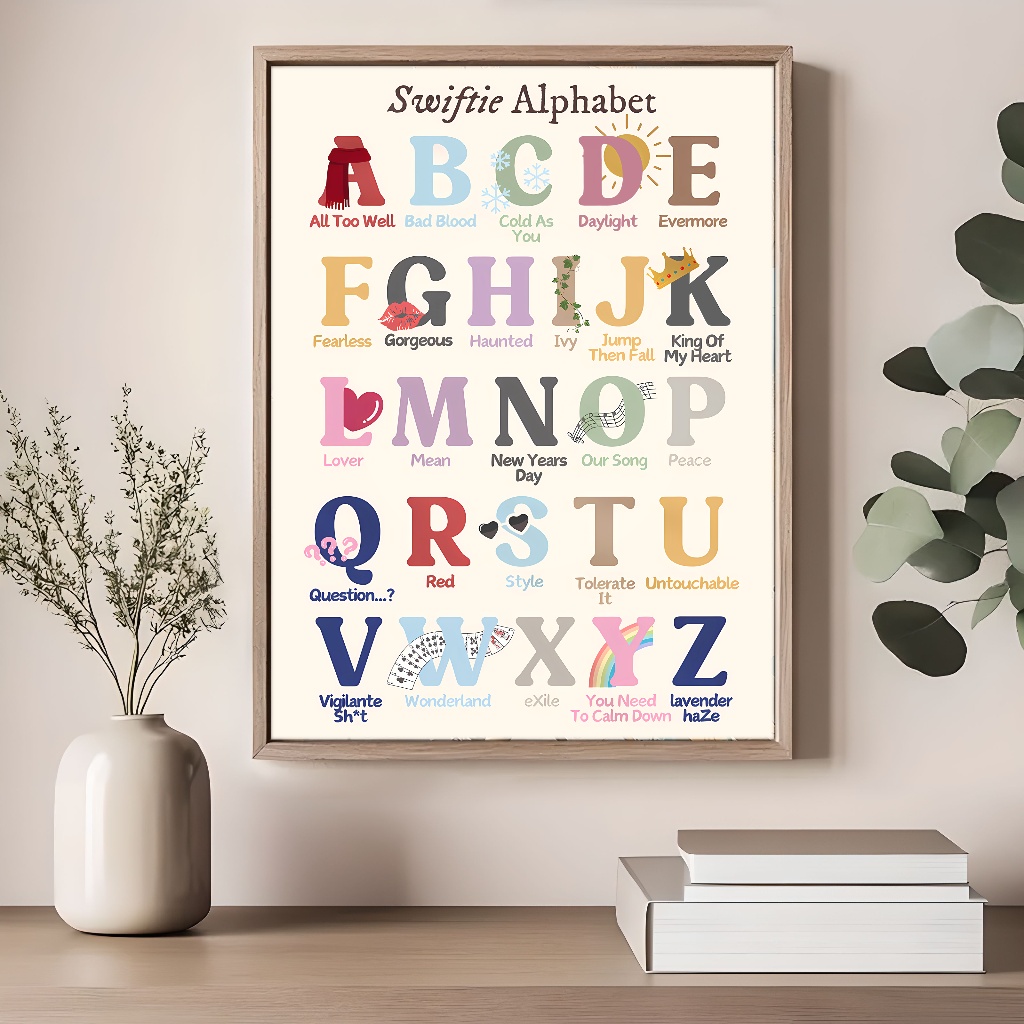 Swiftie Alphabet
A B C D E
All Too Well Bad Blood Cold As You Daylight Evermore
F G H I J K
Fearless Gorgeous Haunted Ivy Jump Then Fall King Of My Heart
L M N O P
Lover Mean New Years Day Our Song Peace
Q R S T U
???
Question...? Red Style Tolerate It Untouchable
V W X Y Z
Vigilante Sh*t Wonderland eXile You Need To Calm Down lavender haZe